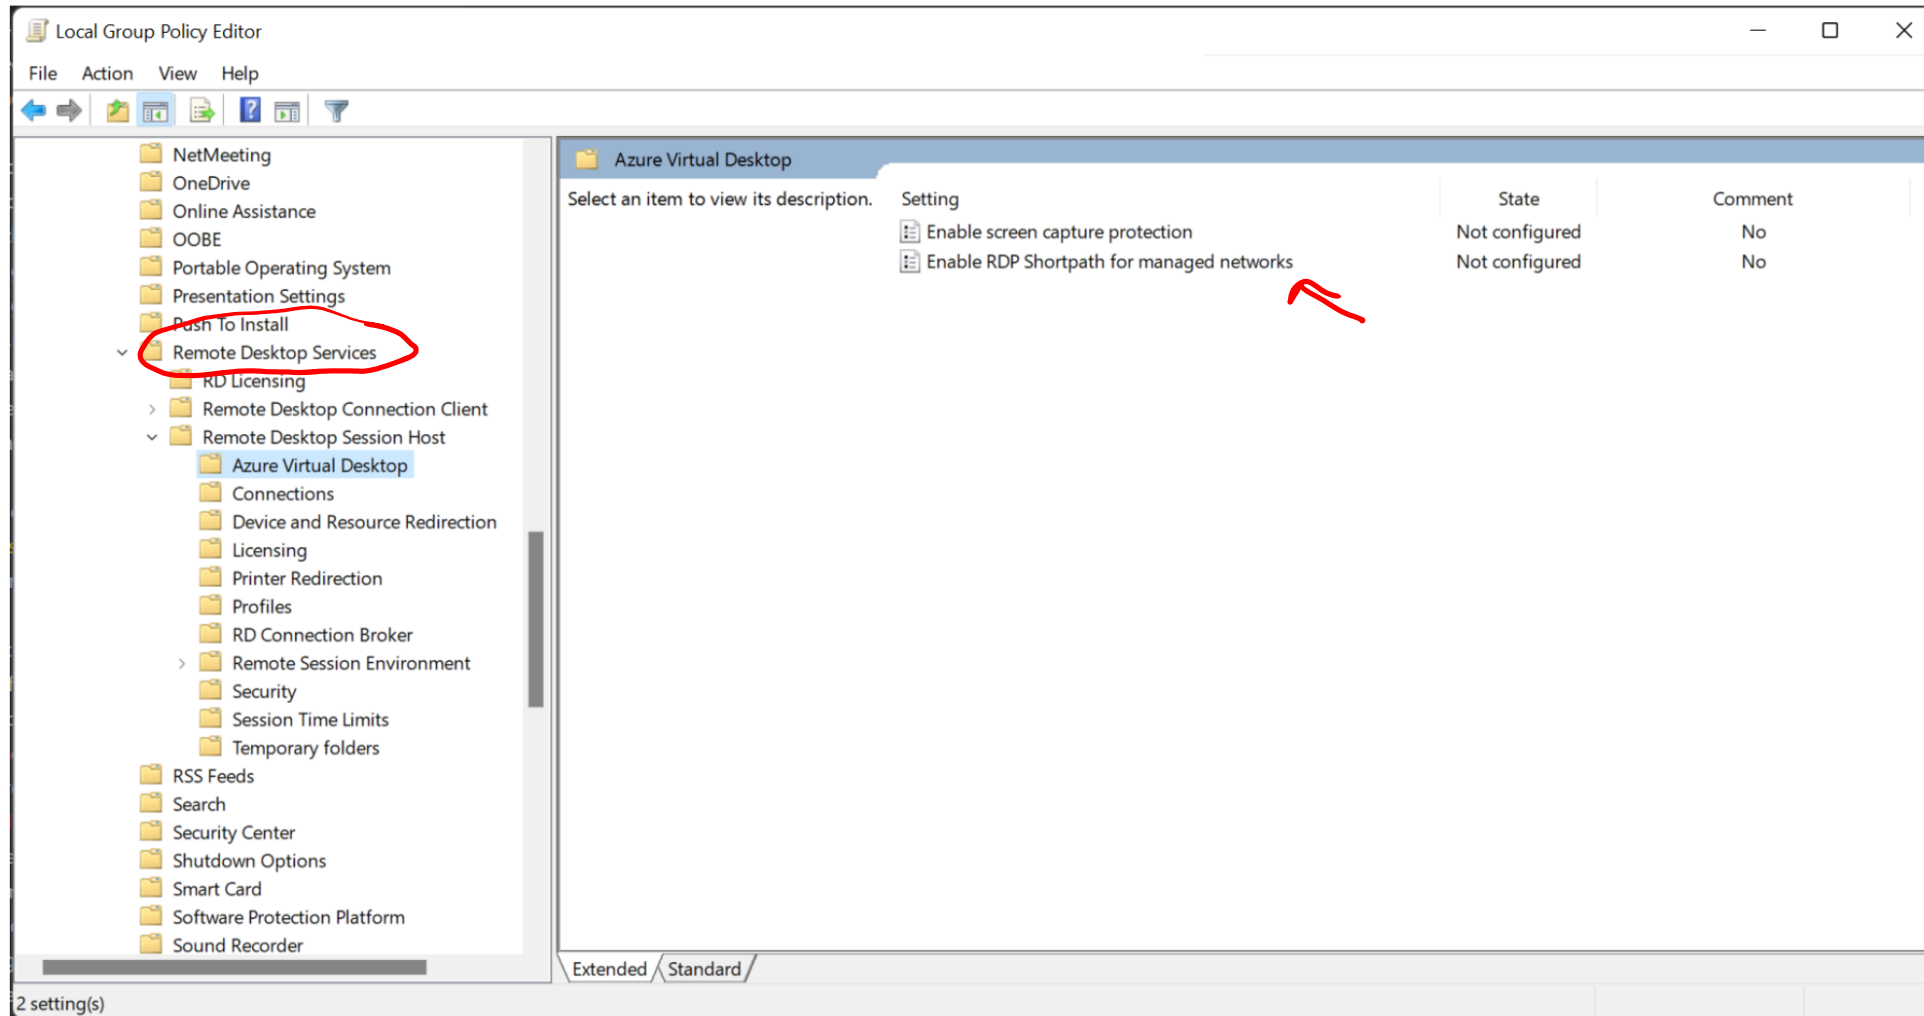 Local Group Policy Editor
File Action View Help
NetMeeting
OneDrive
Online Assistance
OOBE
Portable Operating System
Presentation Settings
Push To Install
Remote Desktop Services
RD Licensing
Remote Desktop Connection Client
Remote Desktop Session Host
Azure Virtual Desktop
Connections
Device and Resource Redirection
Licensing
Printer Redirection
Profiles
RD Connection Broker
Remote Session Environment
Security
Session Time Limits
Temporary folders
RSS Feeds
Search
Security Center
Shutdown Options
Smart Card
Software Protection Platform
Sound Recorder
Azure Virtual Desktop
Select an item to view its description.
Setting State Comment
Enable screen capture protection Not configured No
Enable RDP Shortpath for managed networks Not configured No
Extended Standard
2 setting(s)